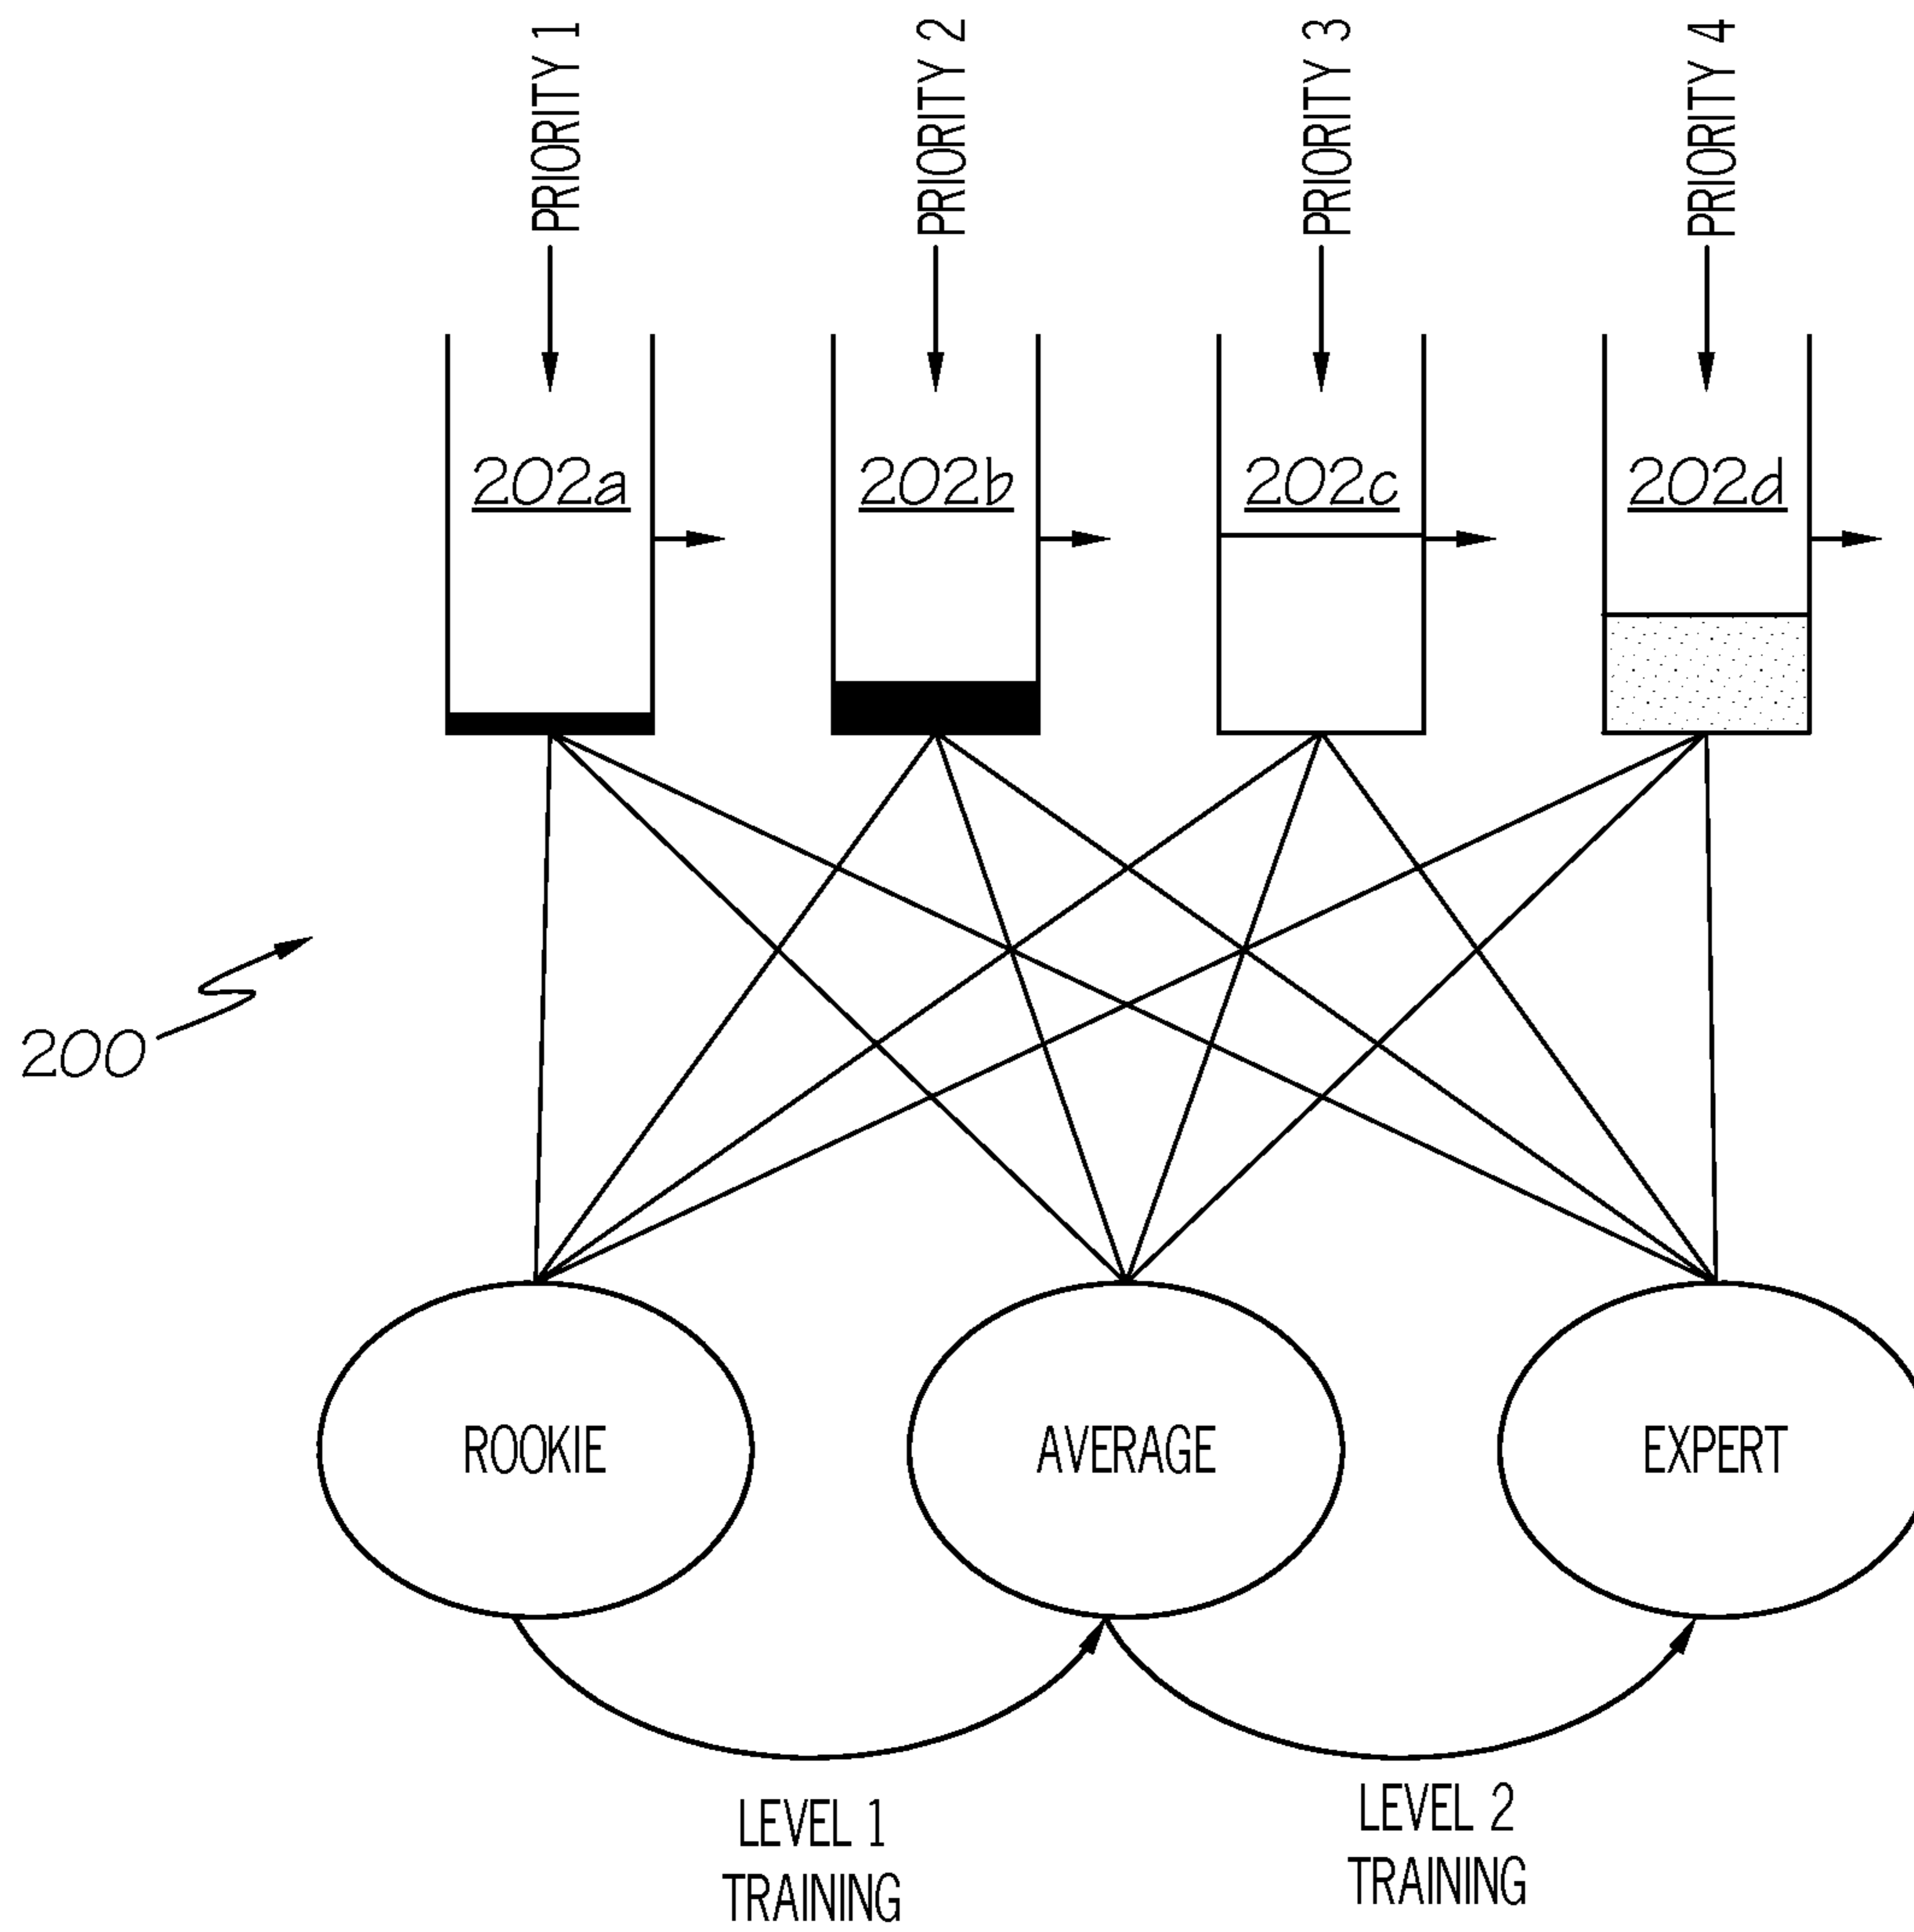 PRIORITY 1
PRIORITY 2
PRIORITY 3
PRIORITY 4
202a
202b
202c
202d
200
ROOKIE
AVERAGE
EXPERT
LEVEL 1
TRAINING
LEVEL 2
TRAINING